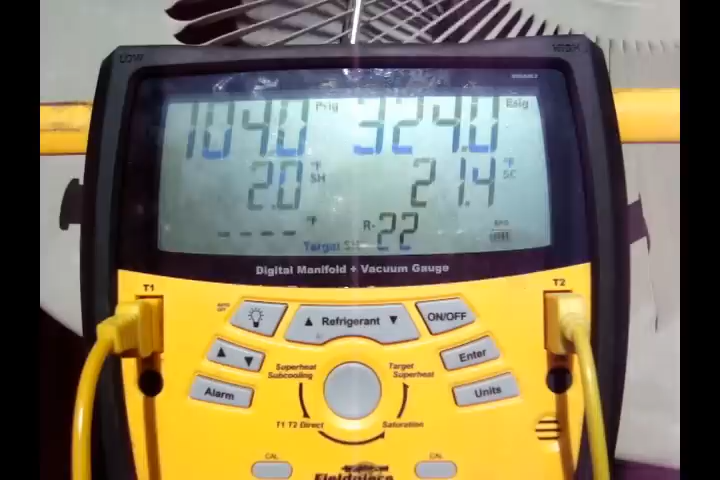 LOW HIGH
104.0 Psig 324.0 Psig
2.0 °F SH 21.4 °F SC
---- °F R-22
Target SH
Digital Manifold + Vacuum Gauge
T1 T2
▲ Refrigerant ▼ ON/OFF
▲ ▼ Enter
Alarm Units
Superheat Subcooling
Target Superheat
T1 T2 Direct Saturation
CAL CAL
Fieldpiece